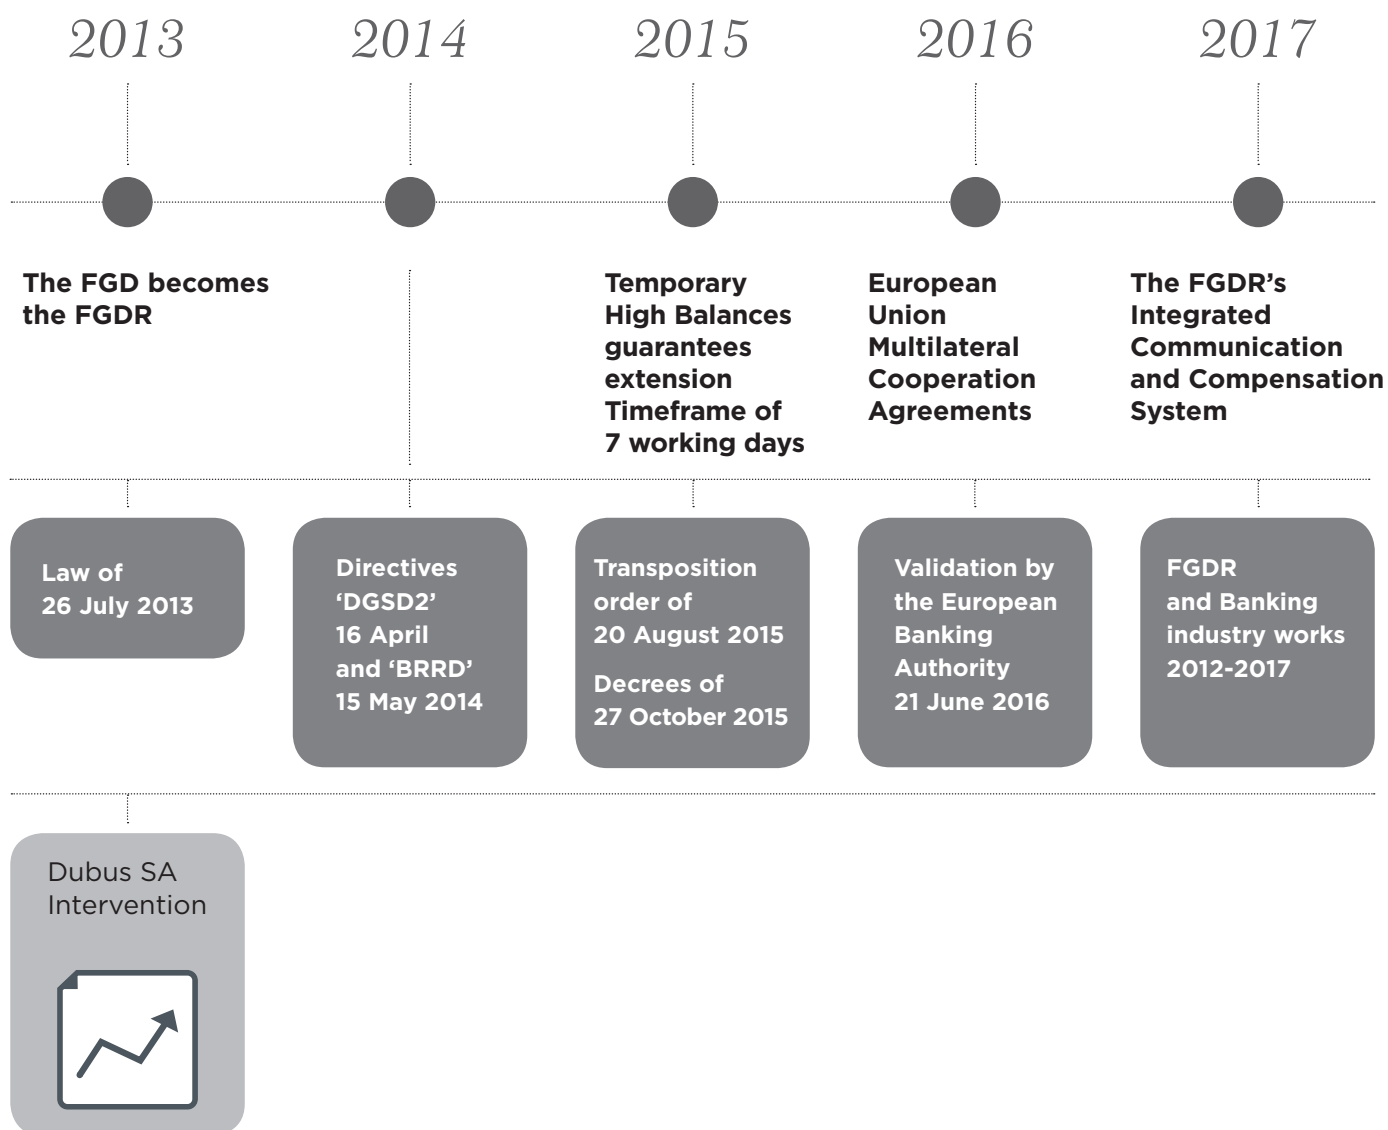 2013
2014
2015
2016
2017
The FGD becomes
the FGDR
Temporary
High Balances
guarantees
extension
Timeframe of
7 working days
European
Union
Multilateral
Cooperation
Agreements
The FGDR’s
Integrated
Communication
and Compensation
System
Law of
26 July 2013
Directives
‘DGSD2’
16 April
and ‘BRRD’
15 May 2014
Transposition
order of
20 August 2015
Decrees of
27 October 2015
Validation by
the European
Banking
Authority
21 June 2016
FGDR
and Banking
industry works
2012-2017
Dubus SA
Intervention